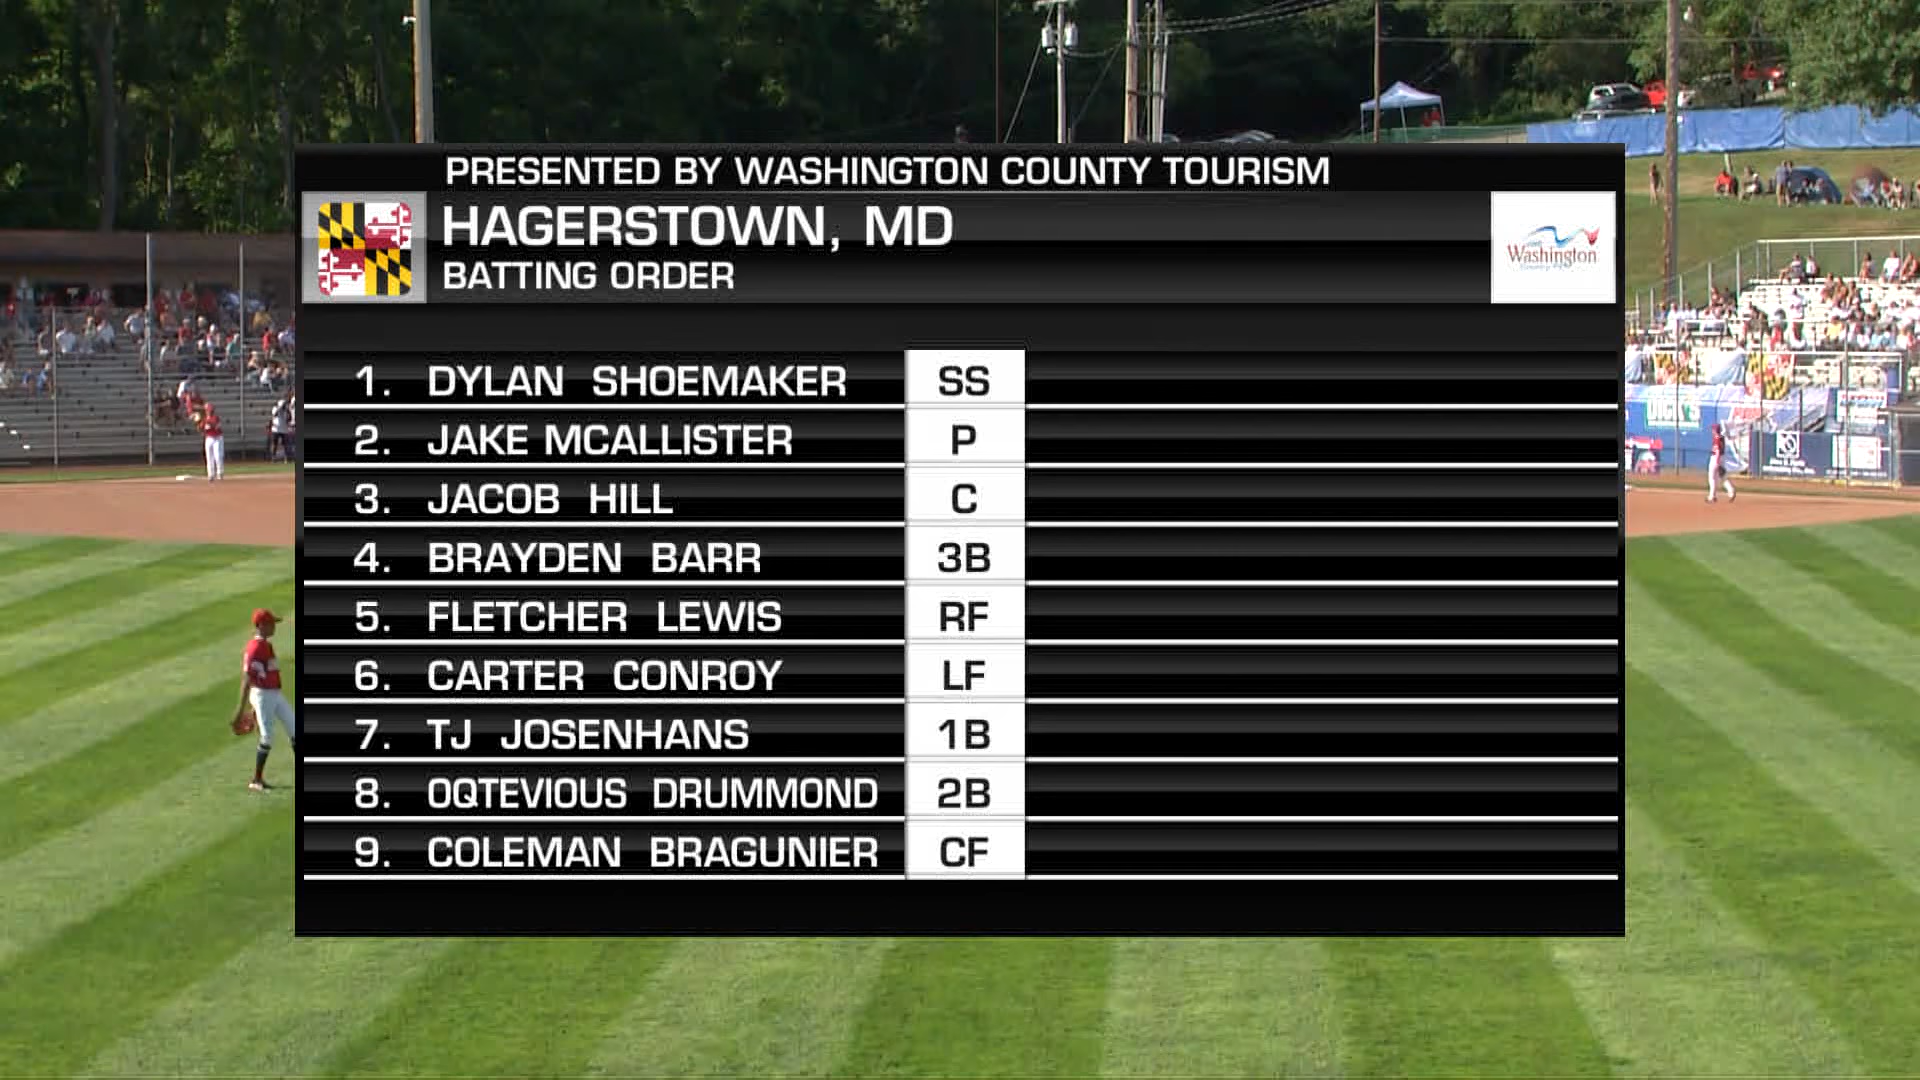 PRESENTED BY WASHINGTON COUNTY TOURISM
HAGERSTOWN, MD
BATTING ORDER
Washington
1. DYLAN SHOEMAKER SS
2. JAKE MCALLISTER P
3. JACOB HILL C
4. BRAYDEN BARR 3B
5. FLETCHER LEWIS RF
6. CARTER CONROY LF
7. TJ JOSENHANS 1B
8. OQTEVIOUS DRUMMOND 2B
9. COLEMAN BRAGUNIER CF
DICK'S